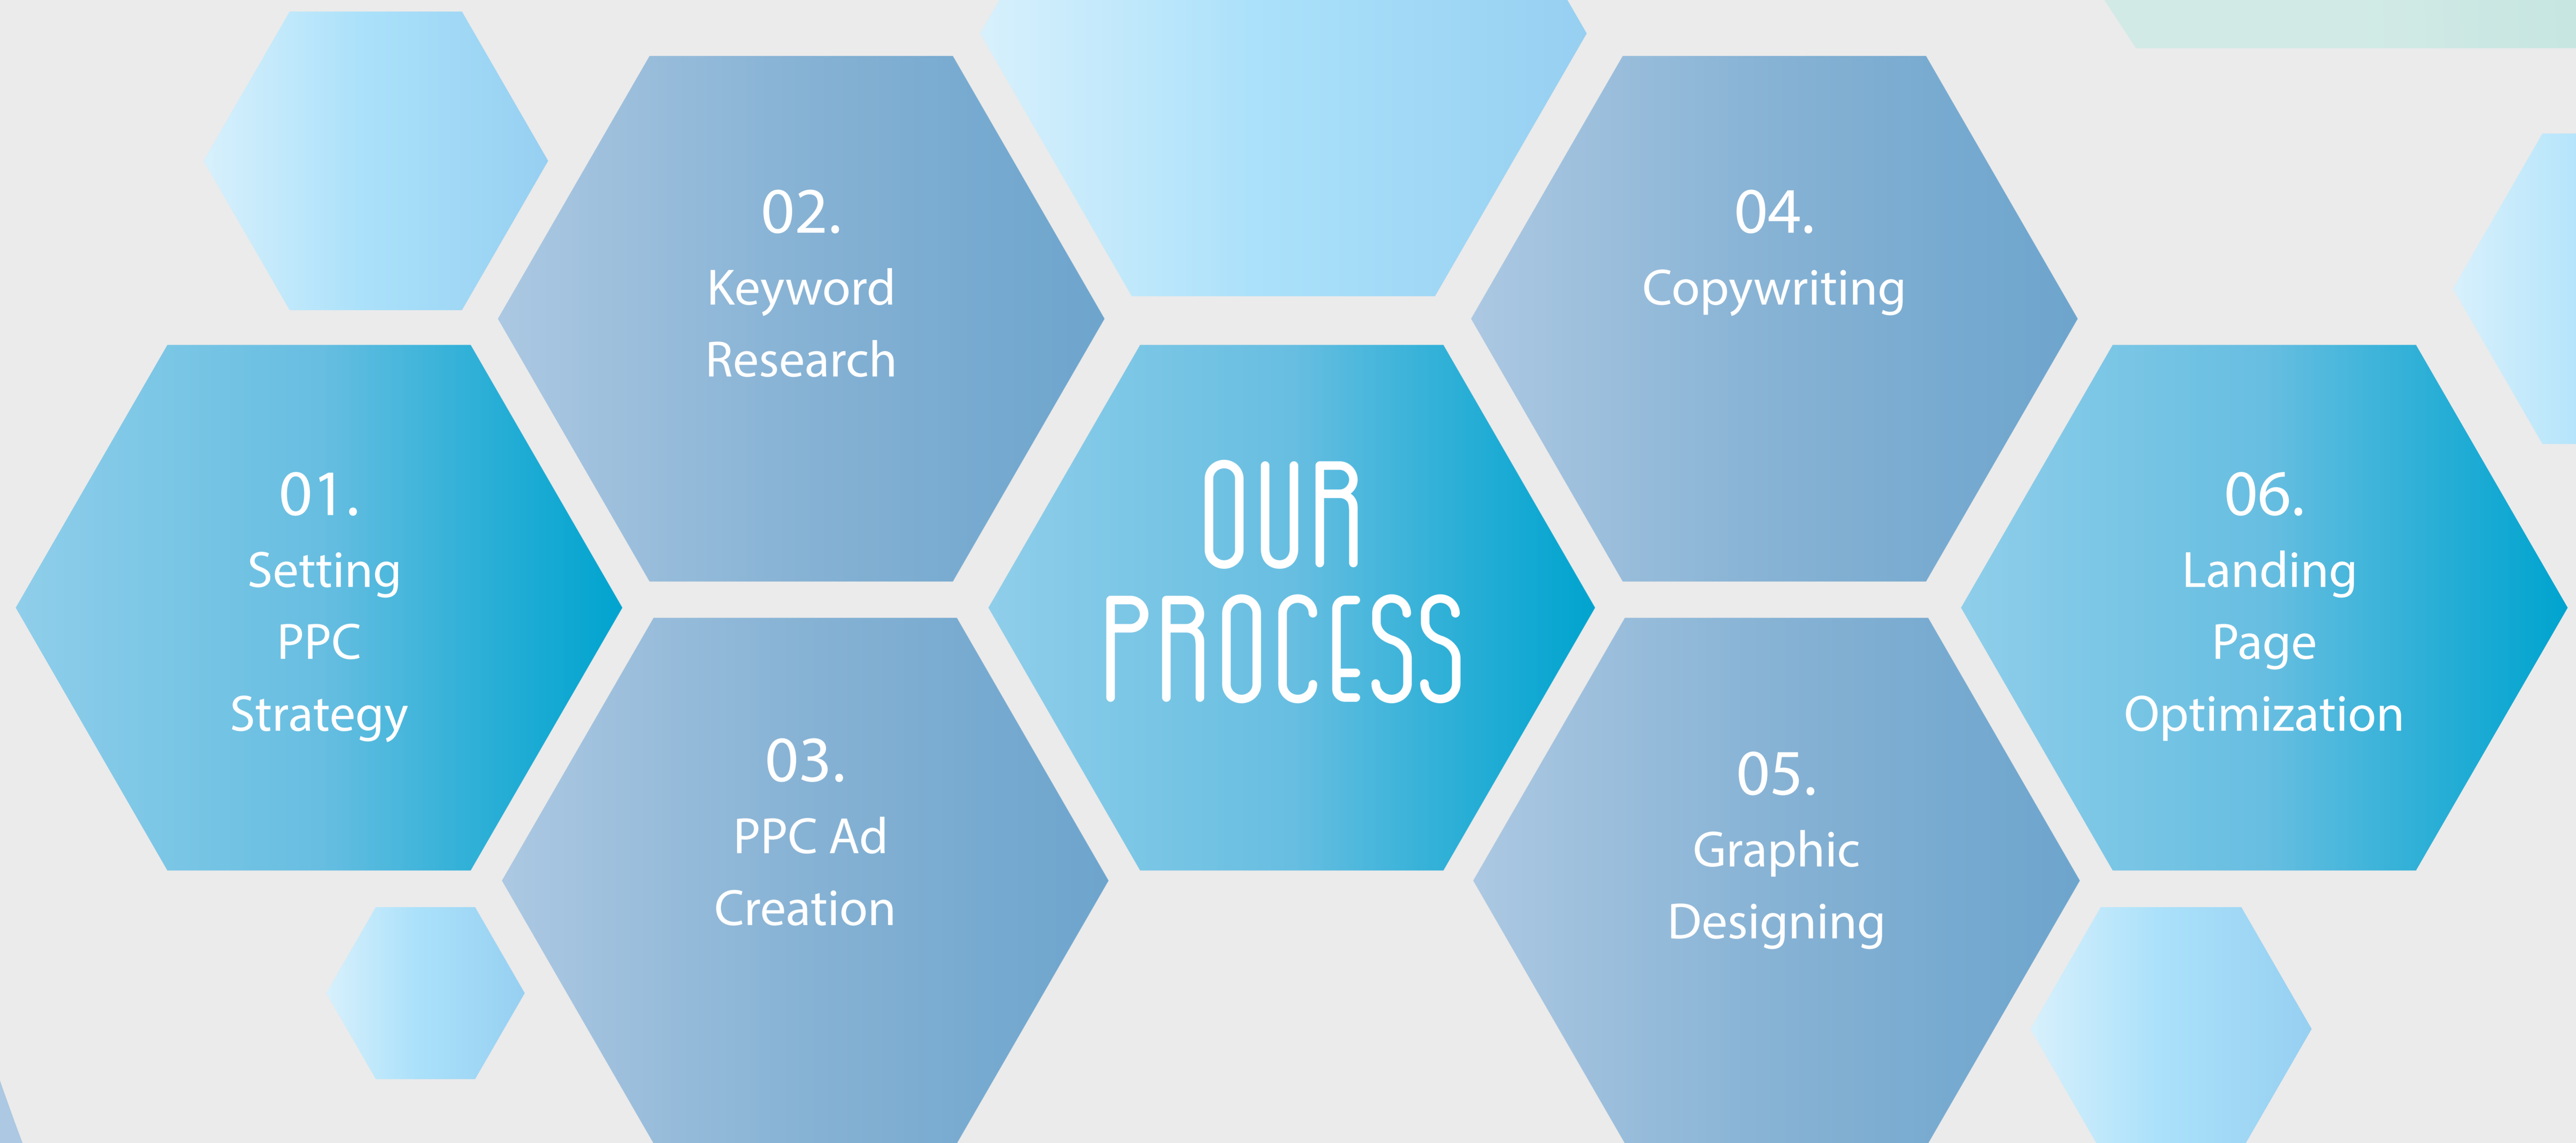 01.
Setting
PPC
Strategy
02.
Keyword
Research
03.
PPC Ad
Creation
OUR
PROCESS
04.
Copywriting
05.
Graphic
Designing
06.
Landing
Page
Optimization